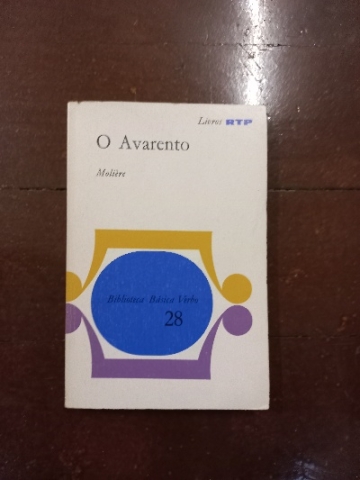 Livros RTP
O Avarento
Molière
Biblioteca Básica Verbo
28